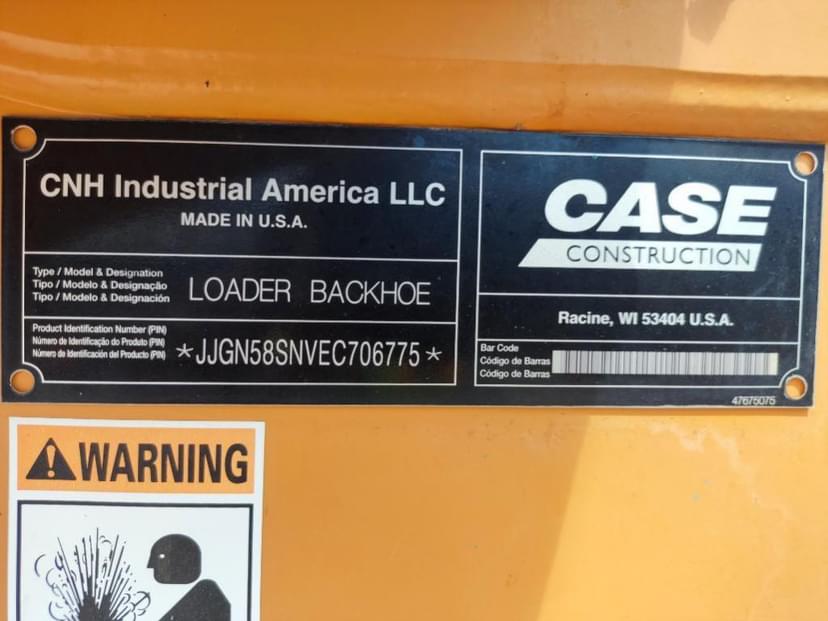 CNH Industrial America LLC
MADE IN U.S.A.
Type / Model & Designation
Tipo / Modelo & Designação
Tipo / Modelo & Designación
LOADER BACKHOE
Product Identification Number (PIN)
Número de Identificação do Produto (PIN)
Número de Identificación del Producto (PIN)
*JJGN58SNVEC706775*
CASE
CONSTRUCTION
Racine, WI 53404 U.S.A.
Bar Code
Código de Barras
Código de Barras
47675075
WARNING